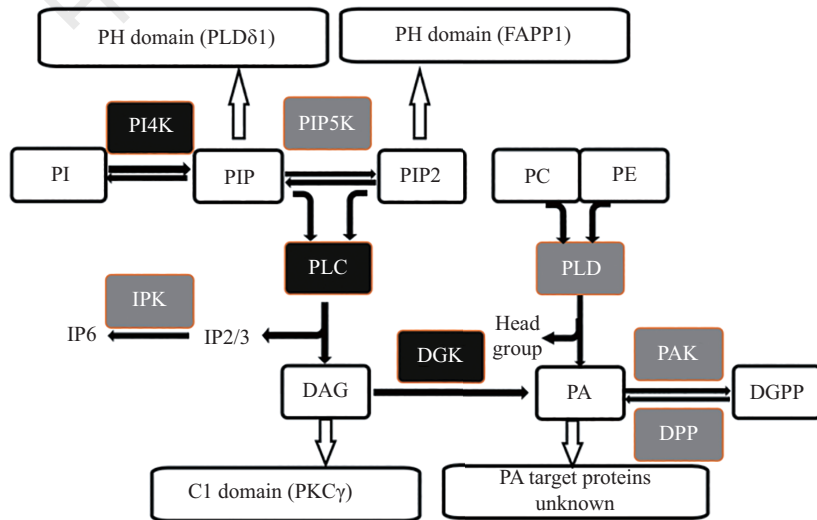 PH domain (PLDδ1)
PH domain (FAPP1)
PI4K
PIP5K
PI
PIP
PIP2
PC
PE
PLC
PLD
IPK
IP6
IP2/3
Head
group
DGK
PAK
DAG
PA
DGPP
DPP
C1 domain (PKCγ)
PA target proteins
unknown